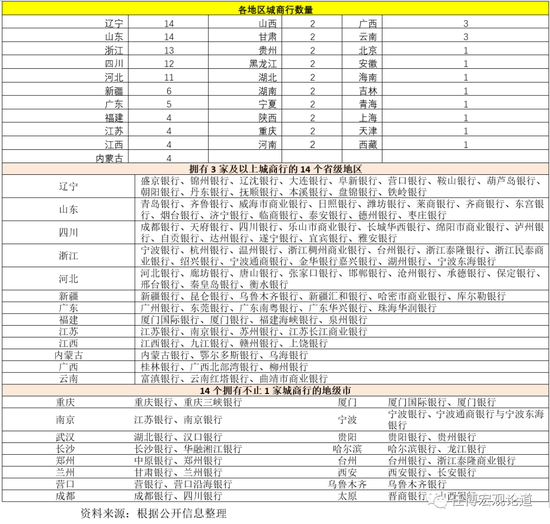 各地区城商行数量
辽宁 14 山西 2 广西 3
山东 14 甘肃 2 云南 3
浙江 13 贵州 2 北京 1
四川 12 黑龙江 2 安徽 1
河北 11 湖北 2 海南 1
新疆 6 湖南 2 吉林 1
广东 5 宁夏 2 青海 1
福建 4 陕西 2 上海 1
江苏 4 重庆 2 天津 1
江西 4 河南 2 西藏 1
内蒙古 4
拥有 3 家及以上城商行的 14 个省级地区
辽宁 盛京银行、锦州银行、辽沈银行、大连银行、阜新银行、营口银行、鞍山银行、葫芦岛银行、
朝阳银行、丹东银行、抚顺银行、本溪银行、盘锦银行、铁岭银行
山东 青岛银行、齐鲁银行、威海市商业银行、日照银行、潍坊银行、莱商银行、齐商银行、东宫银
行、烟台银行、济宁银行、临商银行、泰安银行、德州银行、枣庄银行
四川 成都银行、天府银行、四川银行、乐山市商业银行、长城华西银行、绵阳市商业银行、泸州银
行、自贡银行、达州银行、遂宁银行、宜宾银行、雅安银行
浙江 宁波银行、杭州银行、温州银行、浙江稠州商业银行、台州银行、浙江泰隆银行、浙江民泰商
业银行、绍兴银行、宁波通商银行、金华银行嘉兴银行、湖州银行、宁波东海银行
河北 河北银行、廊坊银行、唐山银行、张家口银行、邯郸银行、沧州银行、承德银行、保定银行、
邢台银行、秦皇岛银行、衡水银行
新疆 新疆银行、昆仑银行、乌鲁木齐银行、新疆汇和银行、哈密市商业银行、库尔勒银行
广东 广州银行、东莞银行、广东南粤银行、广东华兴银行、珠海华润银行
福建 厦门国际银行、厦门银行、福建海峡银行、泉州银行
江苏 江苏银行、南京银行、苏州银行、江苏长江商业银行
江西 江西银行、九江银行、赣州银行、上饶银行
内蒙古 内蒙古银行、鄂尔多斯银行、乌海银行
广西 桂林银行、广西北部湾银行、柳州银行
云南 富滇银行、云南红塔银行、曲靖市商业银行
14 个拥有不止 1 家城商行的地级市
重庆 重庆银行、重庆三峡银行 厦门 厦门国际银行、厦门银行
南京 江苏银行、南京银行 宁波 宁波银行、宁波通商银行与宁波东海
银行
武汉 湖北银行、汉口银行 贵阳 贵阳银行、贵州银行
长沙 长沙银行、华融湘江银行 哈尔滨 哈尔滨银行、龙江银行
郑州 中原银行、郑州银行 台州 台州银行、浙江泰隆商业银行
兰州 甘肃银行、兰州银行 西安 西安银行、长安银行
营口 营银行、营口沿海银行 乌鲁木齐 乌鲁木齐银行
成都 成都银行、四川银行 太原 晋商银行、山西银行
资料来源：根据公开信息整理
任博宏观论道